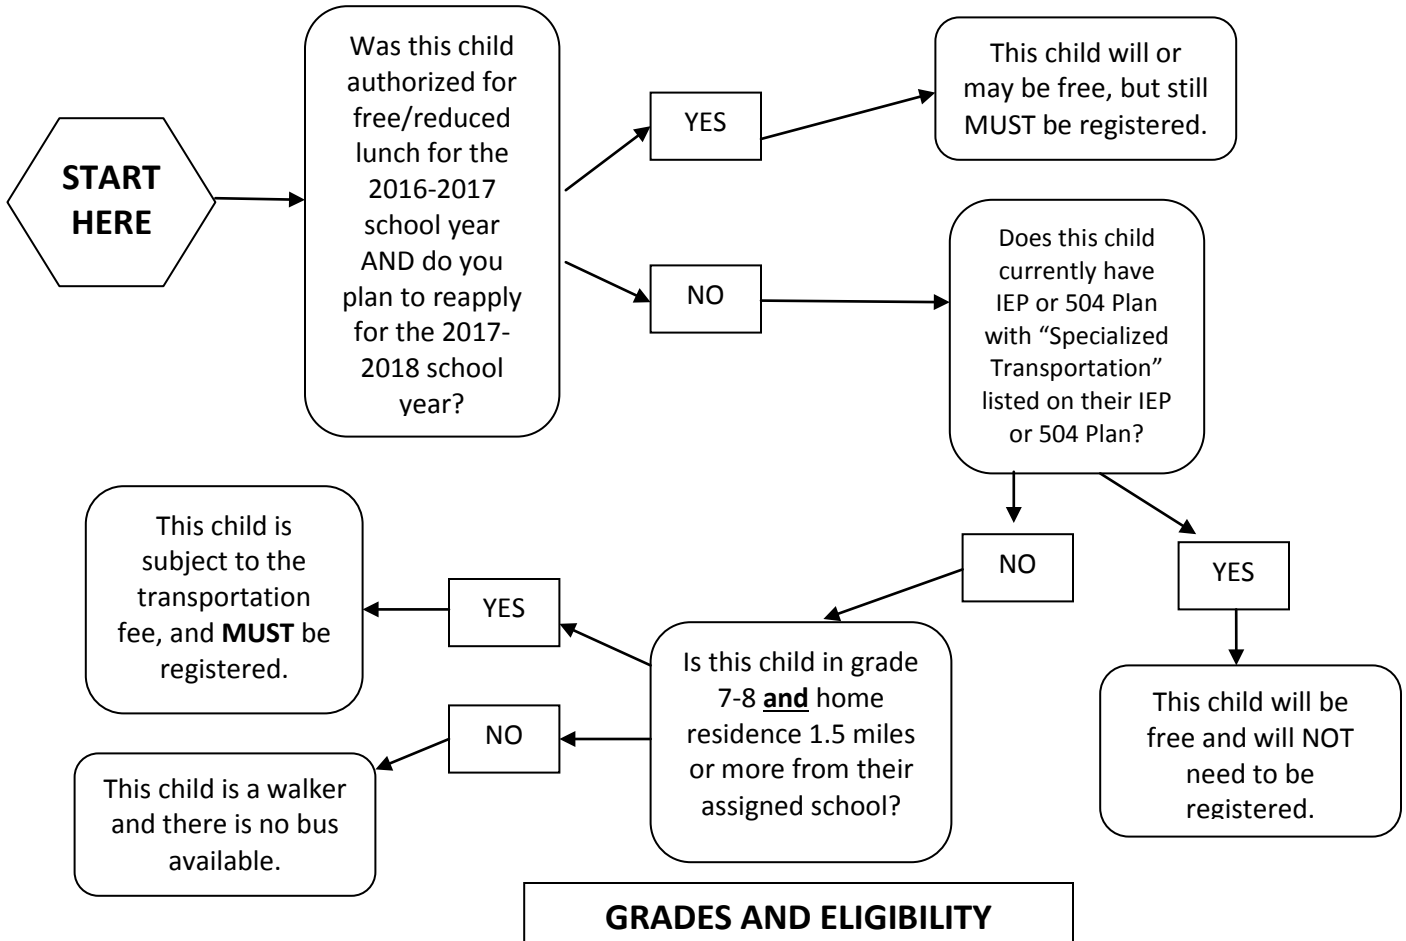 START
HERE
Was this child
authorized for
free/reduced
lunch for the
2016-2017
school year
AND do you
plan to reapply
for the 2017-
2018 school
year?
YES
This child will or
may be free, but still
MUST be registered.
NO
Does this child
currently have
IEP or 504 Plan
with “Specialized
Transportation”
listed on their IEP
or 504 Plan?
NO
YES
This child will be
free and will NOT
need to be
registered.
Is this child in grade
7-8 and home
residence 1.5 miles
or more from their
assigned school?
YES
This child is
subject to the
transportation
fee, and MUST be
registered.
NO
This child is a walker
and there is no bus
available.
GRADES AND ELIGIBILITY